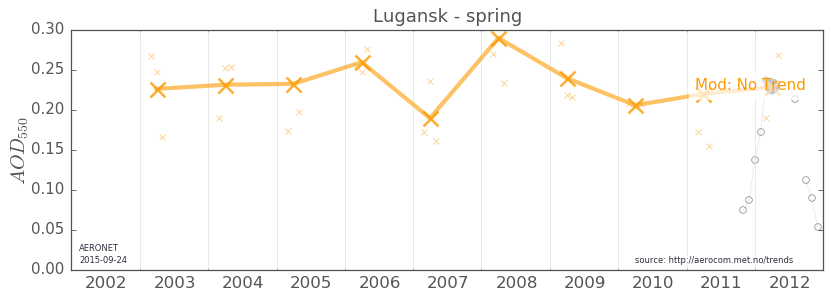 Lugansk - spring
0.30
0.25
0.20
0.15
0.10
0.05
0.00
AOD550
Mod: No Trend
AERONET
2015-09-24
source: http://aerocom.met.no/trends
2002 2003 2004 2005 2006 2007 2008 2009 2010 2011 2012